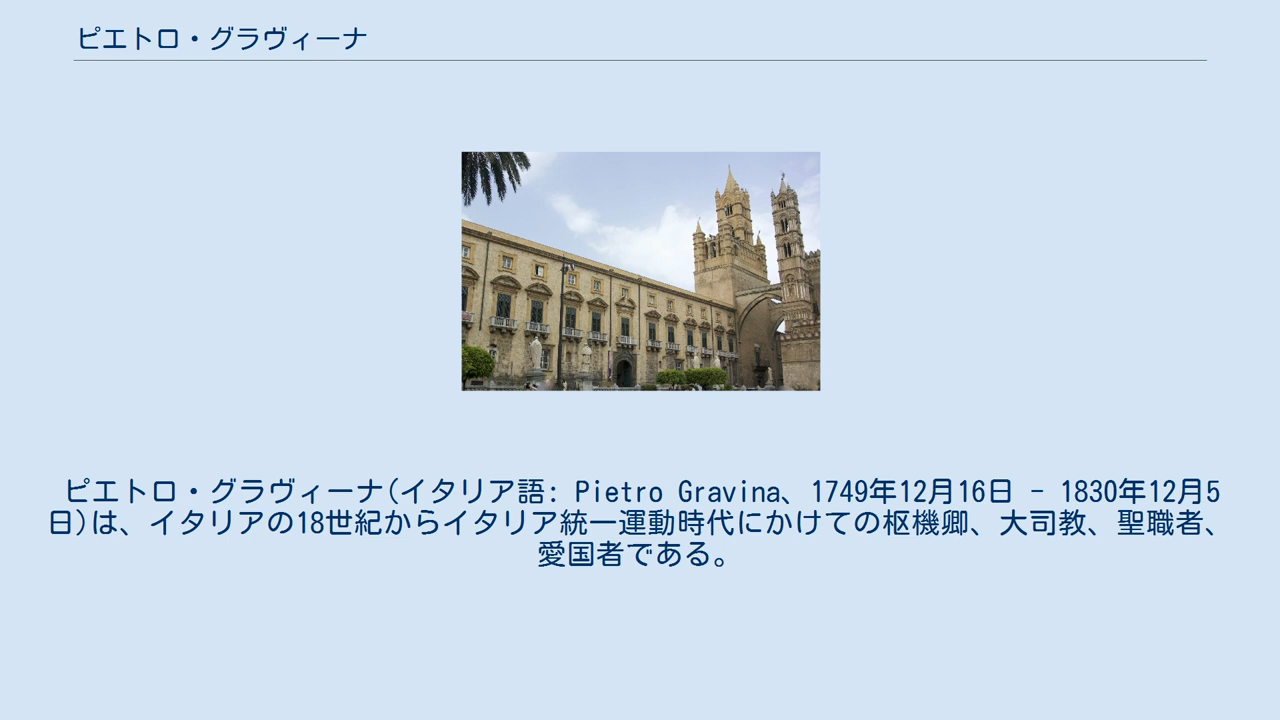 ピエトロ・グラヴィーナ
ピエトロ・グラヴィーナ(イタリア語: Pietro Gravina、1749年12月16日 - 1830年12月5
日)は、イタリアの18世紀からイタリア統一運動時代にかけての枢機卿、大司教、聖職者、
愛国者である。